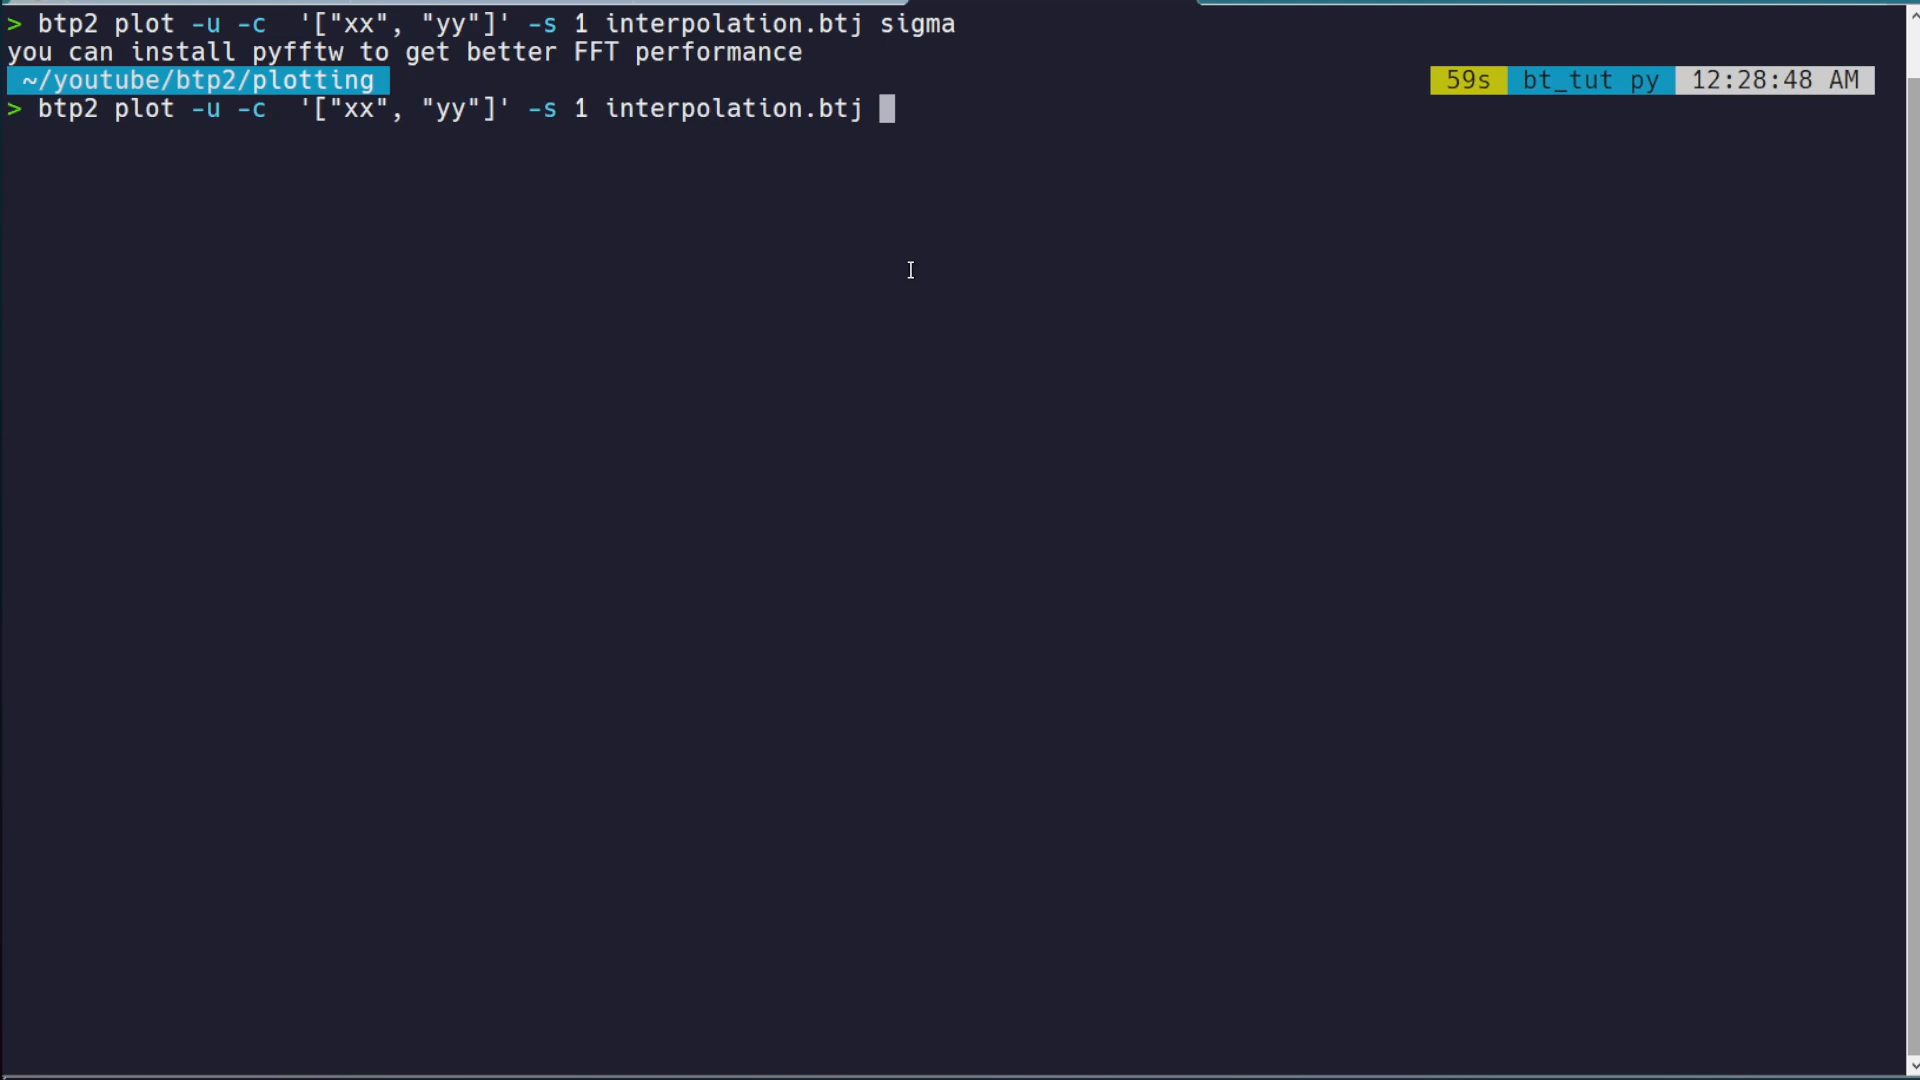 > btp2 plot -u -c  '["xx", "yy"]' -s 1 interpolation.btj sigma
you can install pyfftw to get better FFT performance
~/youtube/btp2/plotting 59s bt_tut py 12:28:48 AM
> btp2 plot -u -c  '["xx", "yy"]' -s 1 interpolation.btj